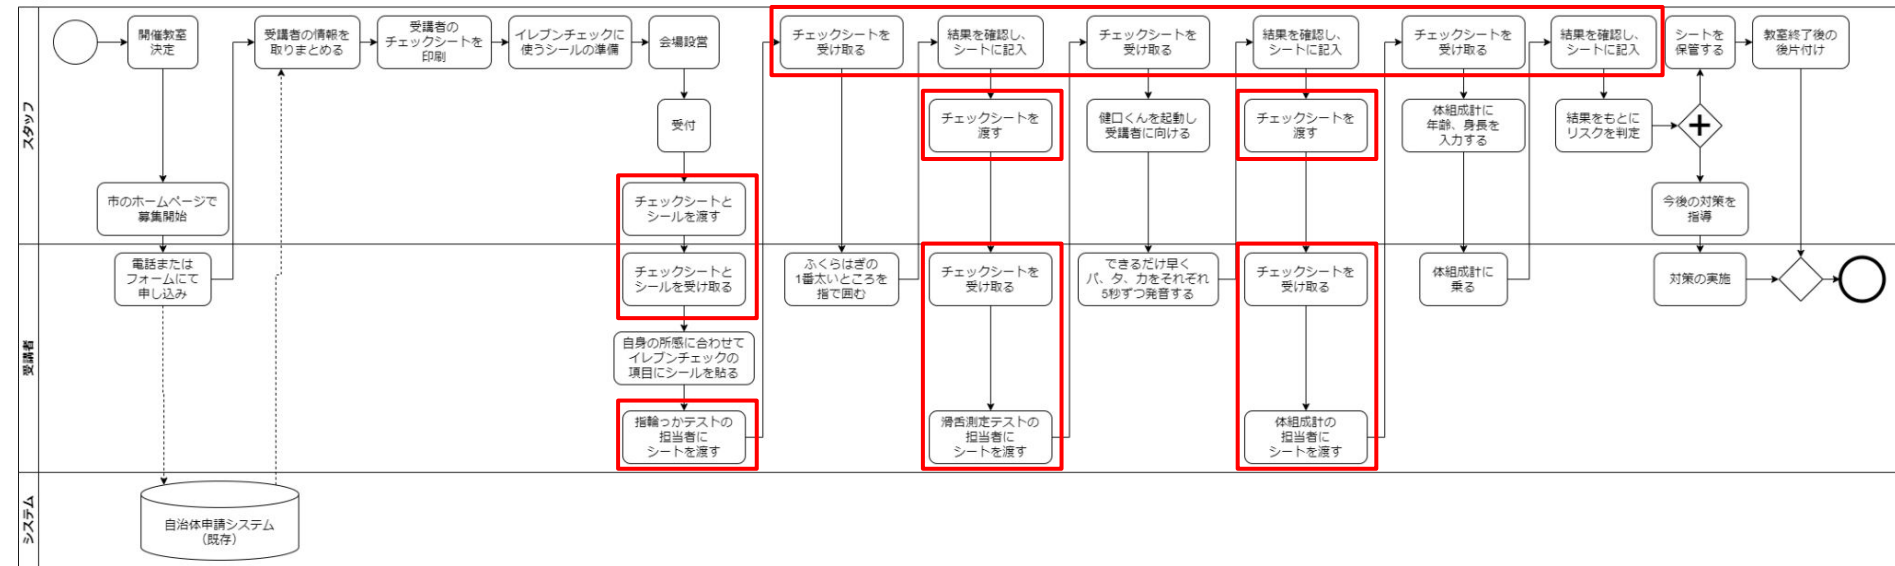 スタッフ
開催教室
決定
受講者の情報を
取りまとめる
受講者の
チェックシートを
印刷
イレブンチェックに
使うシールの準備
会場設営
チェックシートを
受け取る
結果を確認し、
シートに記入
チェックシートを
受け取る
結果を確認し、
シートに記入
チェックシートを
受け取る
結果を確認し、
シートに記入
シートを
保管する
教室終了後の
後片付け
受付
チェックシートを
渡す
健口くんを起動し
受講者に向ける
チェックシートを
渡す
体組成計に
年齢、身長を
入力する
結果をもとに
リスクを判定
市のホームページで
募集開始
チェックシートと
シールを渡す
今後の対策を
指導
受講者
電話または
フォームにて
申し込み
チェックシートと
シールを受け取る
ふくらはぎの
1番太いところを
指で囲む
チェックシートを
受け取る
できるだけ早く
パ、タ、カをそれぞれ
5秒ずつ発音する
チェックシートを
受け取る
体組成計に
乗る
対策の実施
自身の所感に合わせて
イレブンチェックの
項目にシールを貼る
指輪っかテストの
担当者に
シートを渡す
滑舌測定テストの
担当者に
シートを渡す
体組成計の
担当者に
シートを渡す
システム
自治体申請システム
(既存)